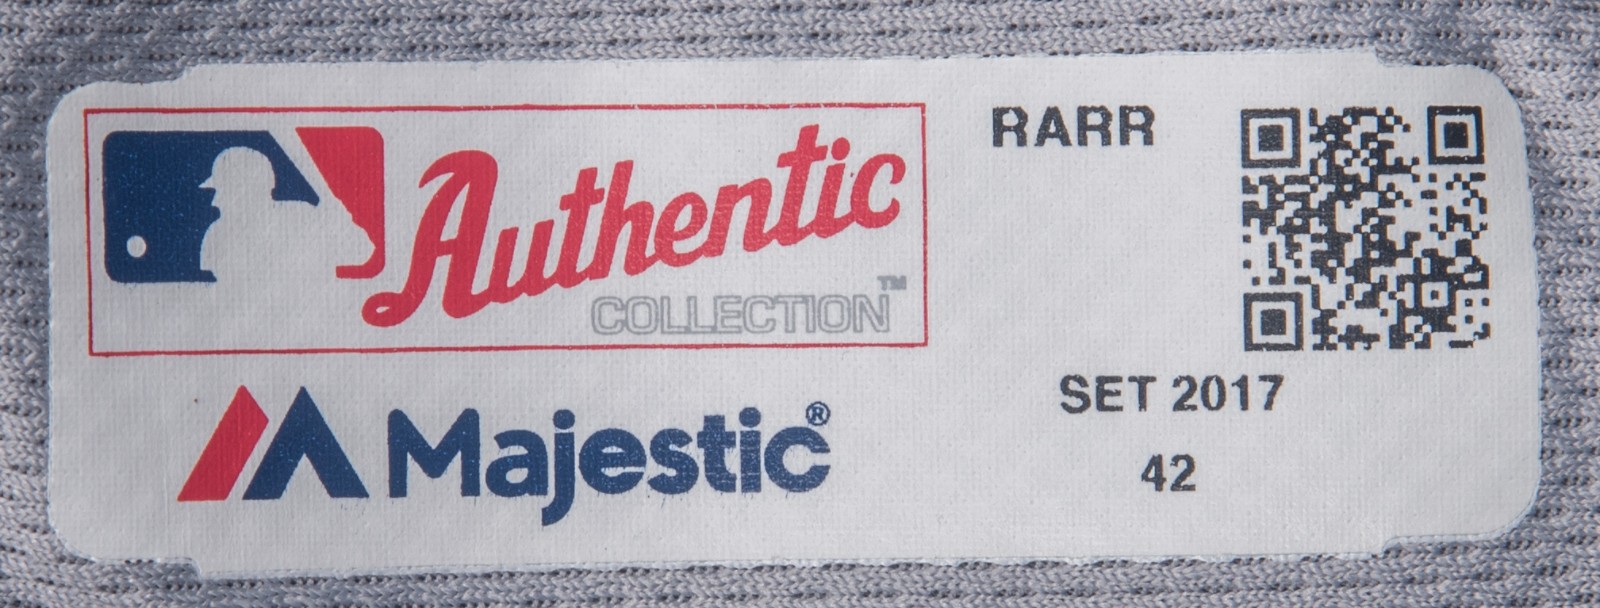 Authentic
COLLECTION™
Majestic®
RARR
SET 2017
42